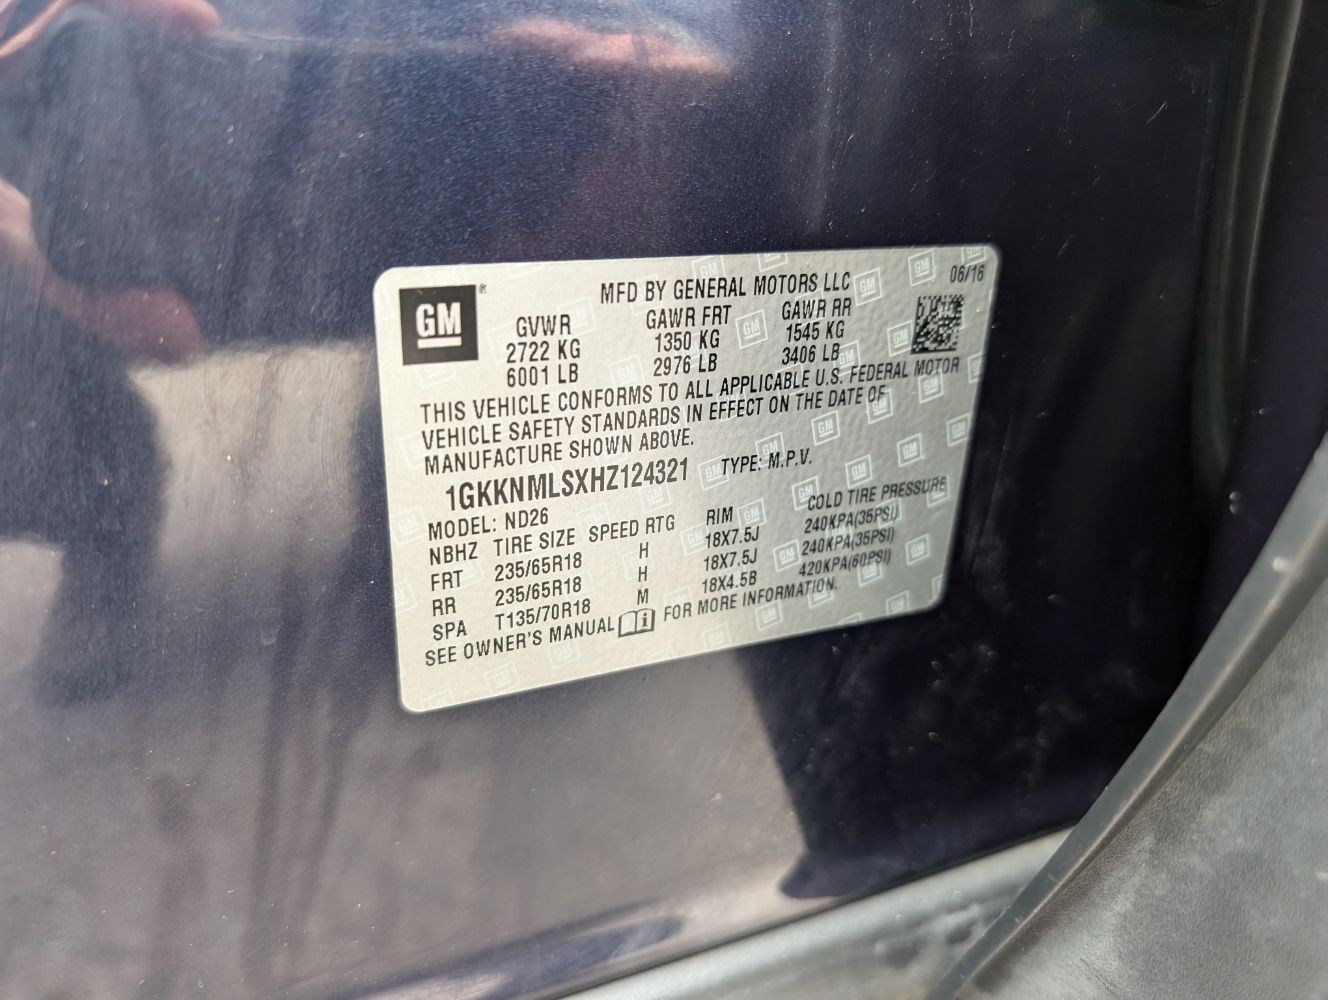 GM®
MFD BY GENERAL MOTORS LLC 06/16
GVWR GAWR FRT GAWR RR
2722 KG 1350 KG 1545 KG
6001 LB 2976 LB 3406 LB
THIS VEHICLE CONFORMS TO ALL APPLICABLE U.S. FEDERAL MOTOR
VEHICLE SAFETY STANDARDS IN EFFECT ON THE DATE OF
MANUFACTURE SHOWN ABOVE.
1GKKNMLSXHZ124321 TYPE: M.P.V.
MODEL: ND26
NBHZ TIRE SIZE SPEED RTG RIM COLD TIRE PRESSURE
FRT 235/65R18 H 18X7.5J 240KPA(35PSI)
RR 235/65R18 H 18X7.5J 240KPA(35PSI)
SPA T135/70R18 M 18X4.5B 420KPA(60PSI)
SEE OWNER'S MANUAL FOR MORE INFORMATION.